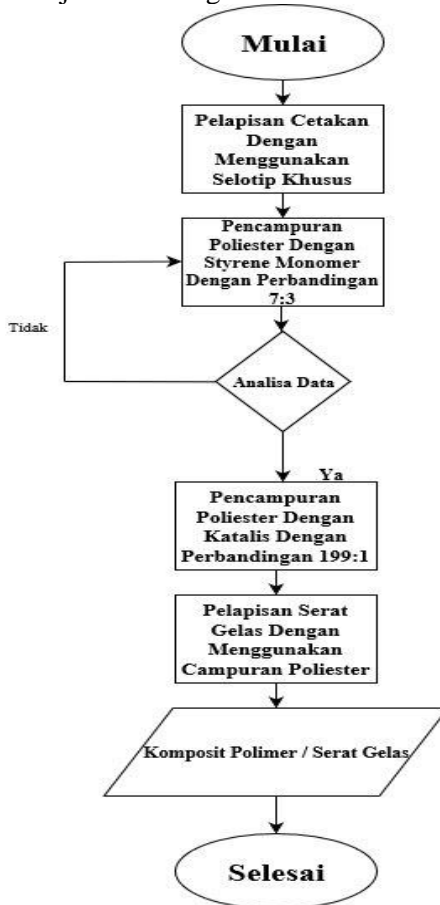 Mulai
Pelapisan Cetakan
Dengan
Menggunakan
Selotip Khusus
Pencampuran
Poliester Dengan
Styrene Monomer
Dengan Perbandingan
7:3
Tidak
Analisa Data
Ya
Pencampuran
Poliester Dengan
Katalis Dengan
Perbandingan 199:1
Pelapisan Serat
Gelas Dengan
Menggunakan
Campuran Poliester
Komposit Polimer / Serat Gelas
Selesai